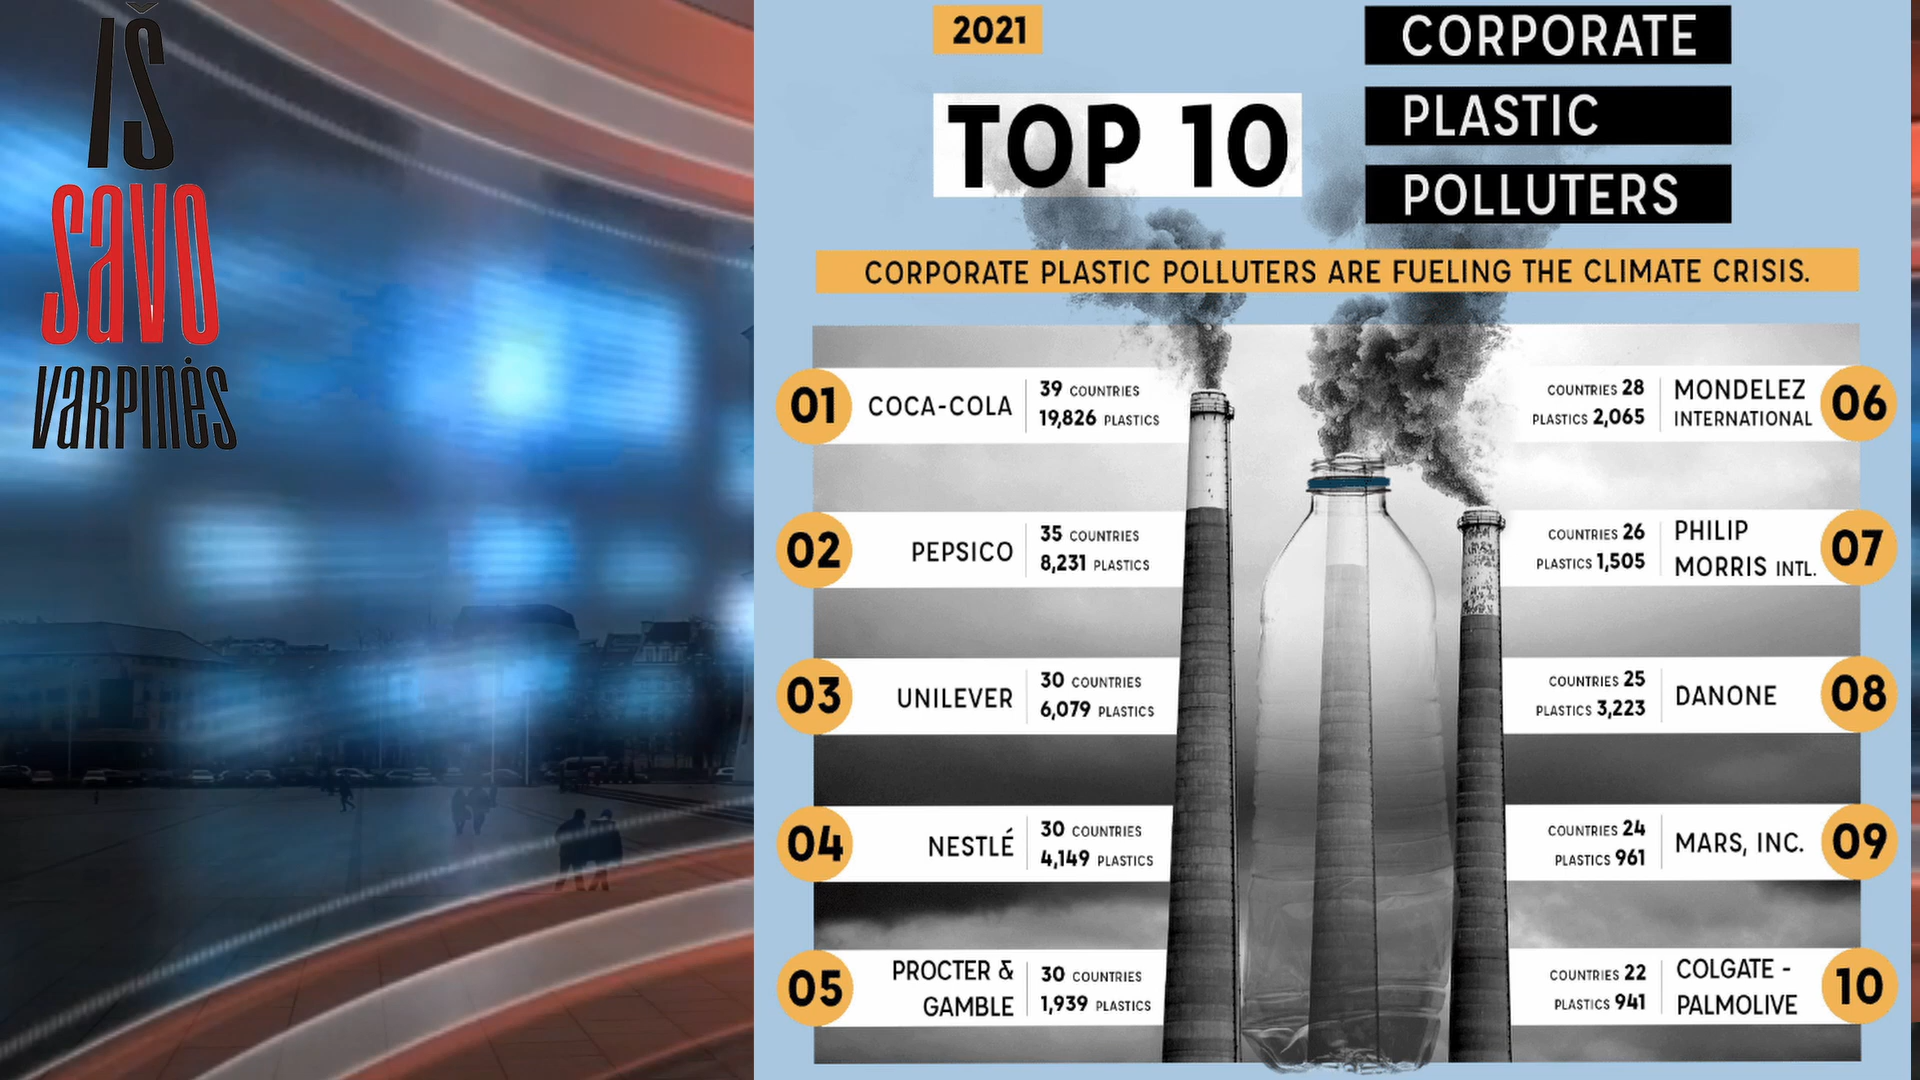 IŠ
SAVO
VARPINĖS
2021
TOP 10
CORPORATE
PLASTIC
POLLUTERS
CORPORATE PLASTIC POLLUTERS ARE FUELING THE CLIMATE CRISIS.
01 COCA-COLA
39 COUNTRIES
19,826 PLASTICS
02 PEPSICO
35 COUNTRIES
8,231 PLASTICS
03 UNILEVER
30 COUNTRIES
6,079 PLASTICS
04 NESTLÉ
30 COUNTRIES
4,149 PLASTICS
05 PROCTER &
GAMBLE
30 COUNTRIES
1,939 PLASTICS
COUNTRIES 28
PLASTICS 2,065
MONDELEZ
INTERNATIONAL
06
COUNTRIES 26
PLASTICS 1,505
PHILIP
MORRIS INTL.
07
COUNTRIES 25
PLASTICS 3,223
DANONE
08
COUNTRIES 24
PLASTICS 961
MARS, INC.
09
COUNTRIES 22
PLASTICS 941
COLGATE -
PALMOLIVE
10